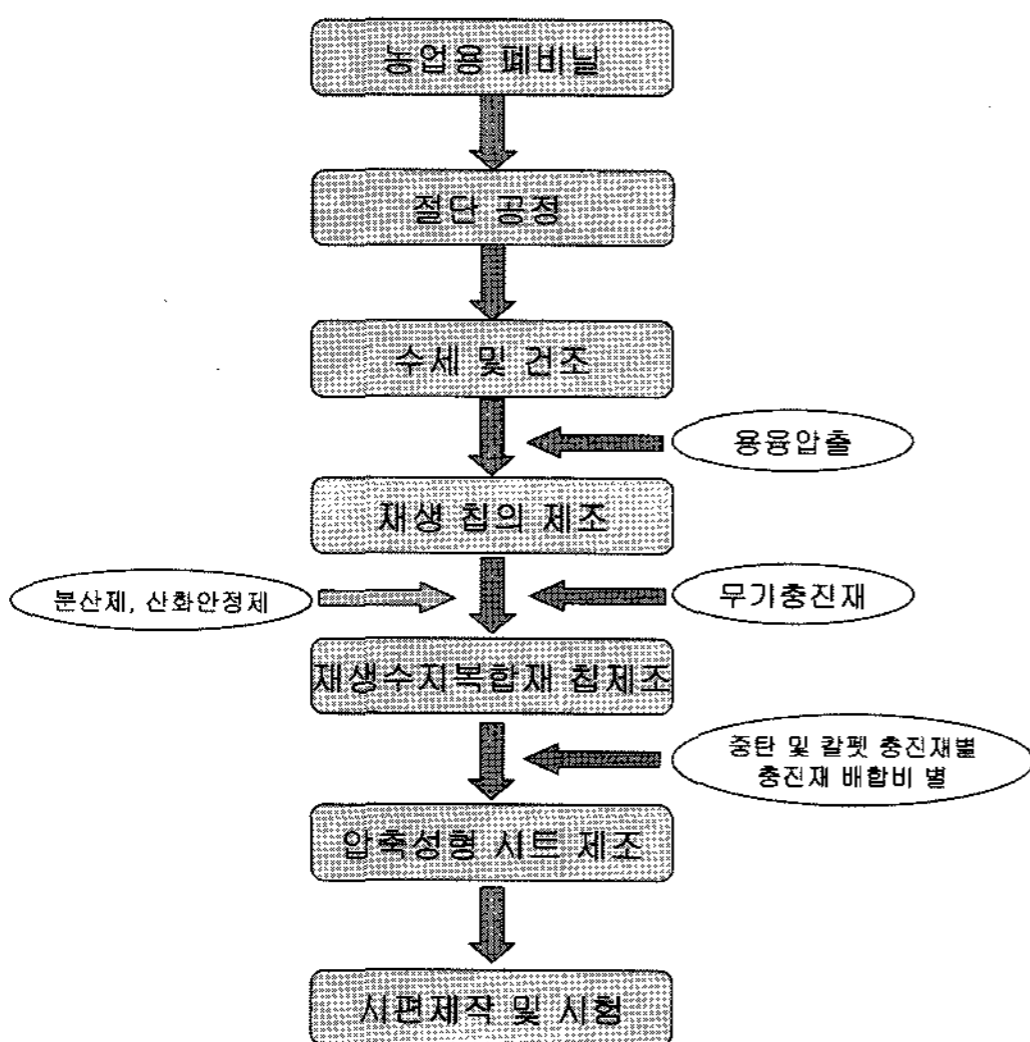 농업용 폐비닐
절단 공정
수세 및 건조
용융압출
재생 칩의 제조
분산제, 산화안정제
무기충진재
재생수지복합재 칩제조
중탄 및 칼펫 충진재별
충진재 배합비 별
압축성형 시트 제조
시편제작 및 시험